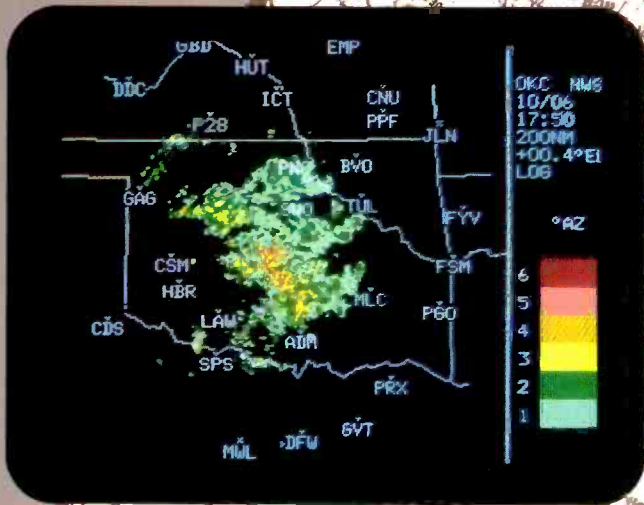 GBD EMP
HUT
DDC
ICT CNU
PPF
P28 JLN
PNC BVO
GAG TUL FYV
CSM FSM
HBR
MLC PGO
CDS LAW
ADM
SPS
PRX
GVT
MWL DFW
OKC NWS
10/06
17:50
200NM
+00.4°El
LOG
°AZ
6
5
4
3
2
1